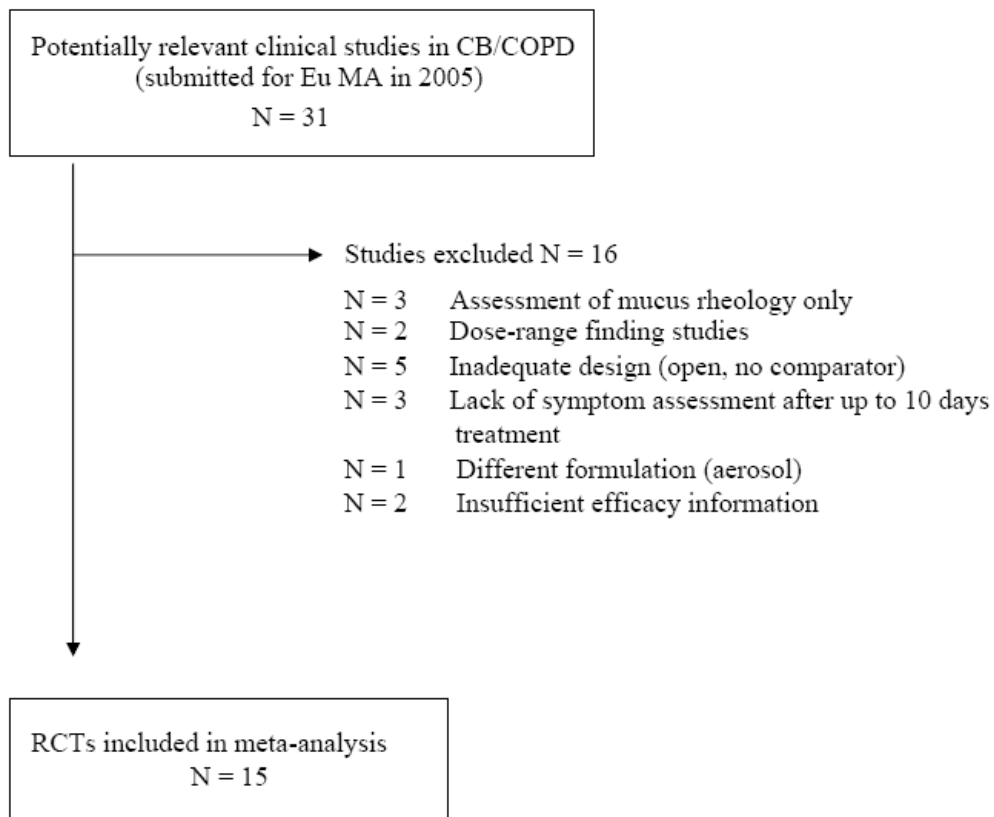 Potentially relevant clinical studies in CB/COPD
(submitted for Eu MA in 2005)
N = 31
Studies excluded N = 16
N = 3 Assessment of mucus rheology only
N = 2 Dose-range finding studies
N = 5 Inadequate design (open, no comparator)
N = 3 Lack of symptom assessment after up to 10 days
treatment
N = 1 Different formulation (aerosol)
N = 2 Insufficient efficacy information
RCTs included in meta-analysis
N = 15